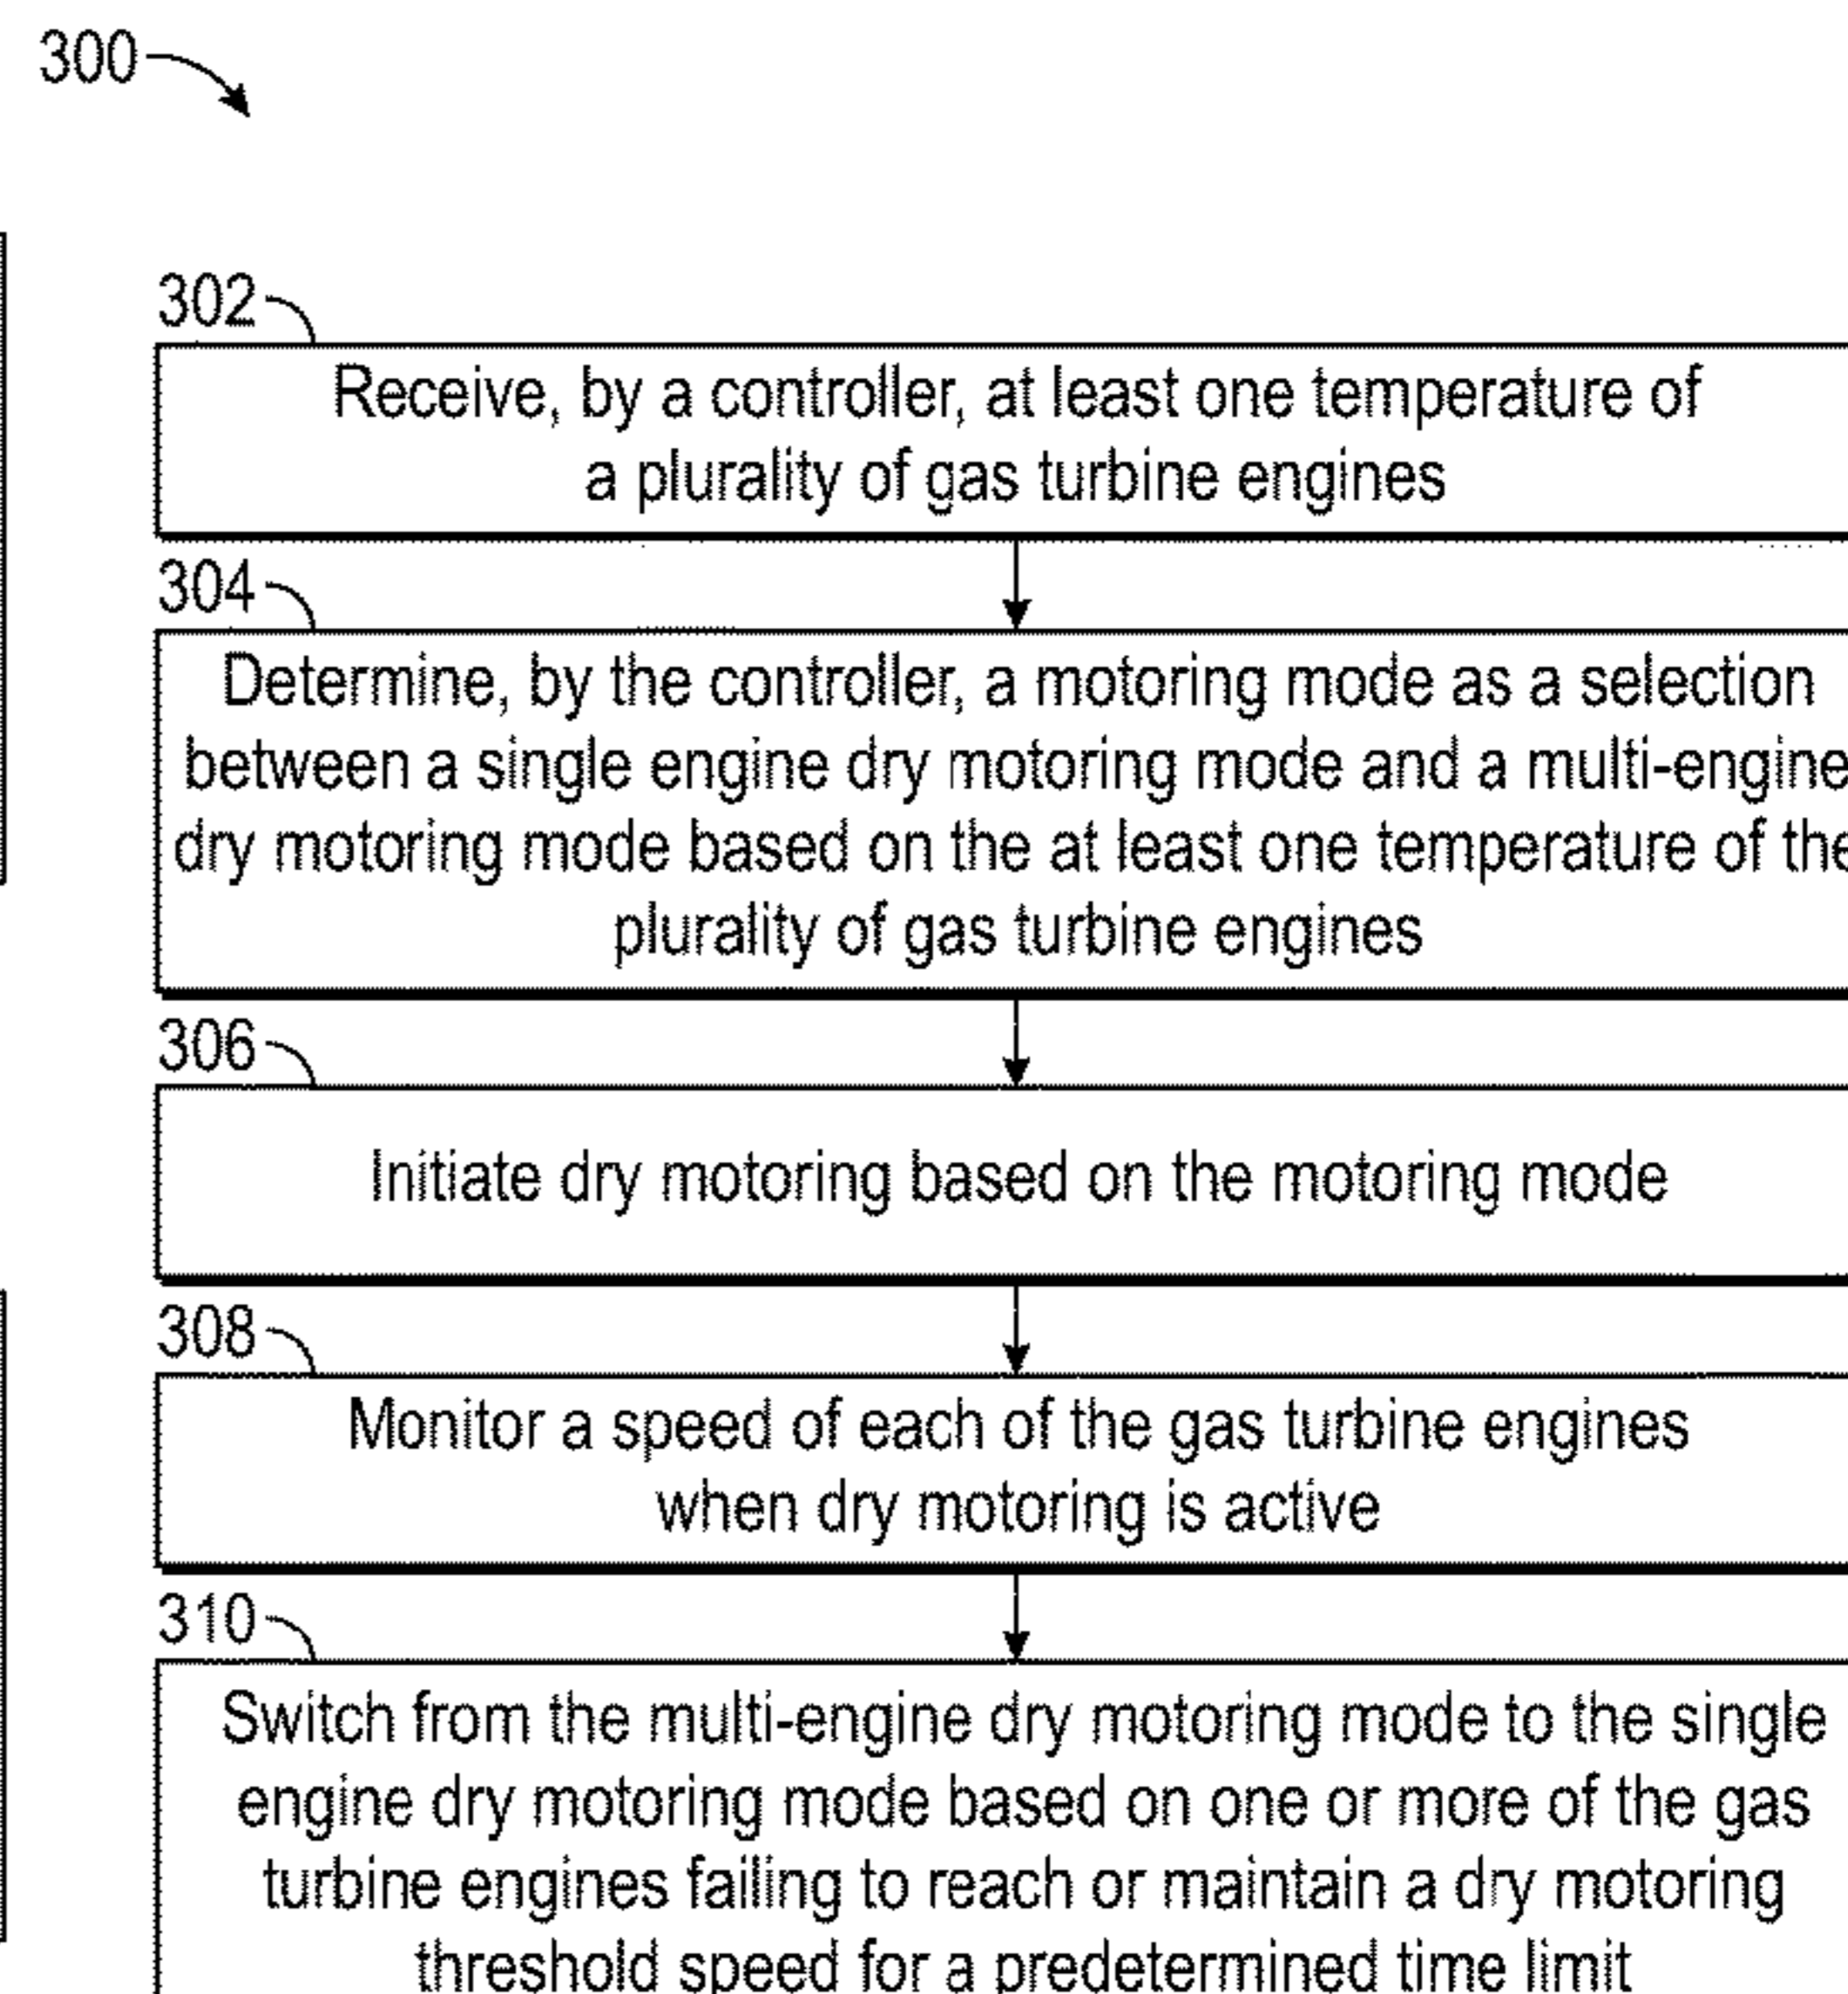 300
302
Receive, by a controller, at least one temperature of
a plurality of gas turbine engines
304
Determine, by the controller, a motoring mode as a selection
between a single engine dry motoring mode and a multi-engine
dry motoring mode based on the at least one temperature of the
plurality of gas turbine engines
306
Initiate dry motoring based on the motoring mode
308
Monitor a speed of each of the gas turbine engines
when dry motoring is active
310
Switch from the multi-engine dry motoring mode to the single
engine dry motoring mode based on one or more of the gas
turbine engines failing to reach or maintain a dry motoring
threshold speed for a predetermined time limit